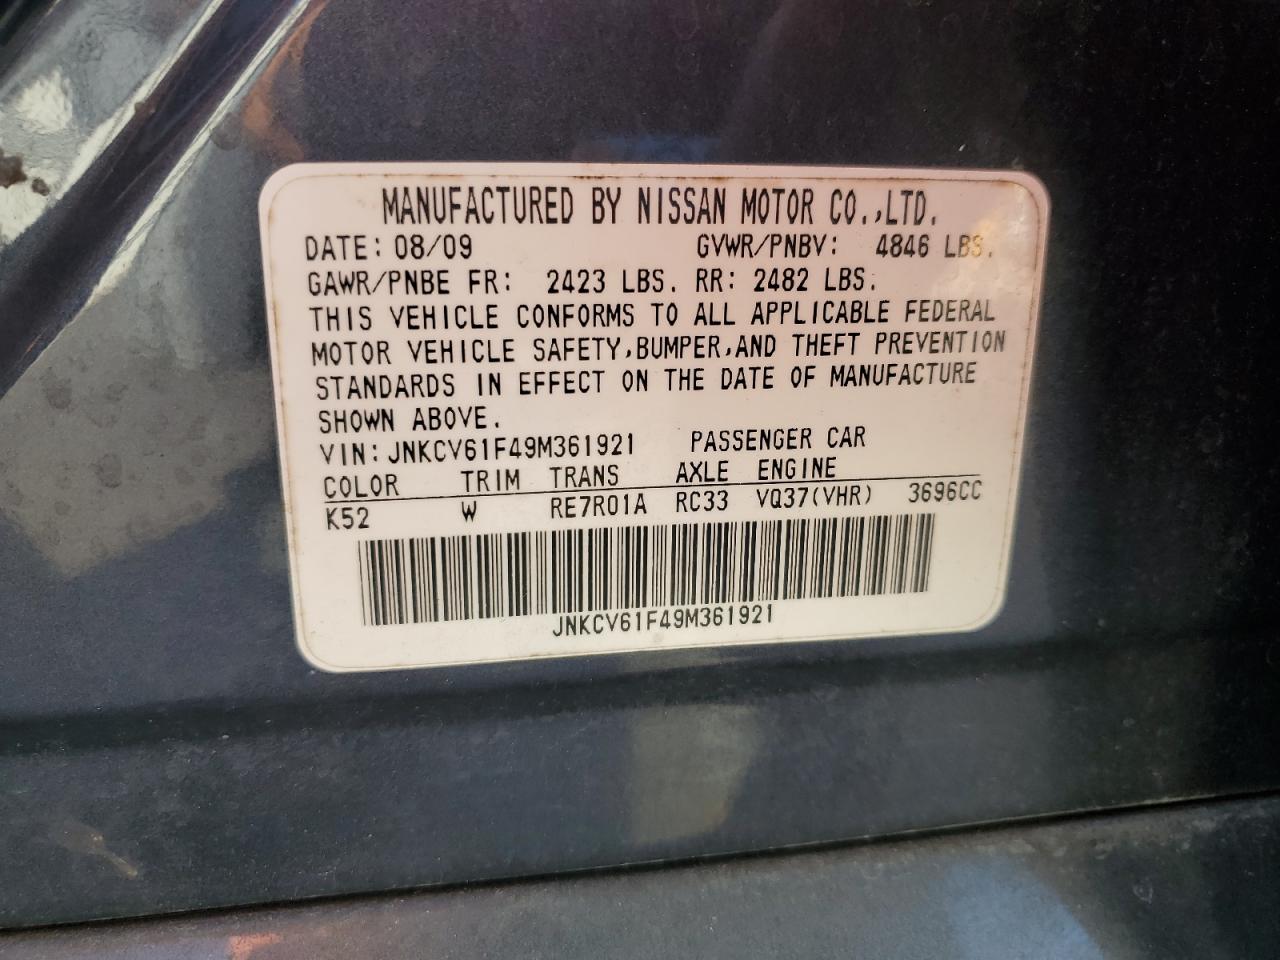 MANUFACTURED BY NISSAN MOTOR CO.,LTD.
DATE: 08/09 GVWR/PNBV: 4846 LBS.
GAWR/PNBE FR: 2423 LBS. RR: 2482 LBS.
THIS VEHICLE CONFORMS TO ALL APPLICABLE FEDERAL
MOTOR VEHICLE SAFETY,BUMPER,AND THEFT PREVENTION
STANDARDS IN EFFECT ON THE DATE OF MANUFACTURE
SHOWN ABOVE.
VIN: JNKCV61F49M361921 PASSENGER CAR
COLOR TRIM TRANS AXLE ENGINE
K52 W RE7R01A RC33 VQ37(VHR) 3696CC
JNKCV61F49M361921